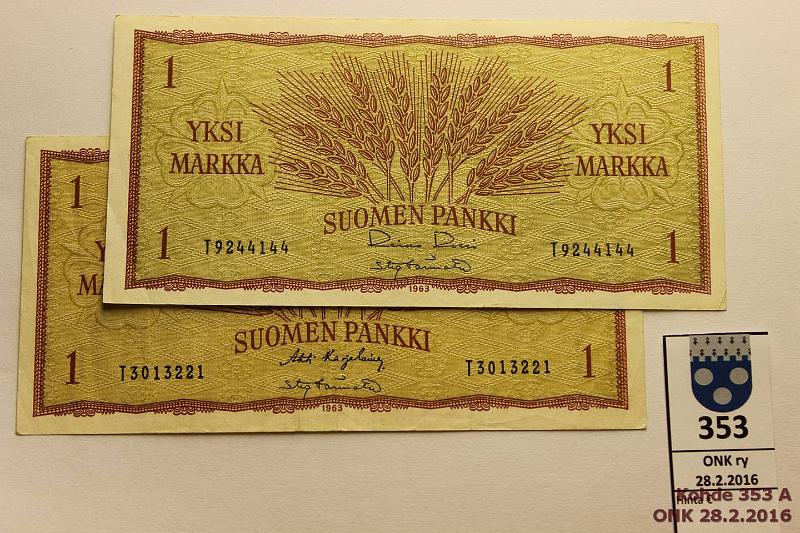 1
1
YKSI
MARKKA
YKSI
MARKKA
SUOMEN PANKKI
1
T9244144
T9244144
1
1963
1
SUOMEN PANKKI
1
T3013221
T3013221
1
1963
353
ONK ry
28.2.2016
Hinta €
Kohde 353 A
ONK 28.2.2016